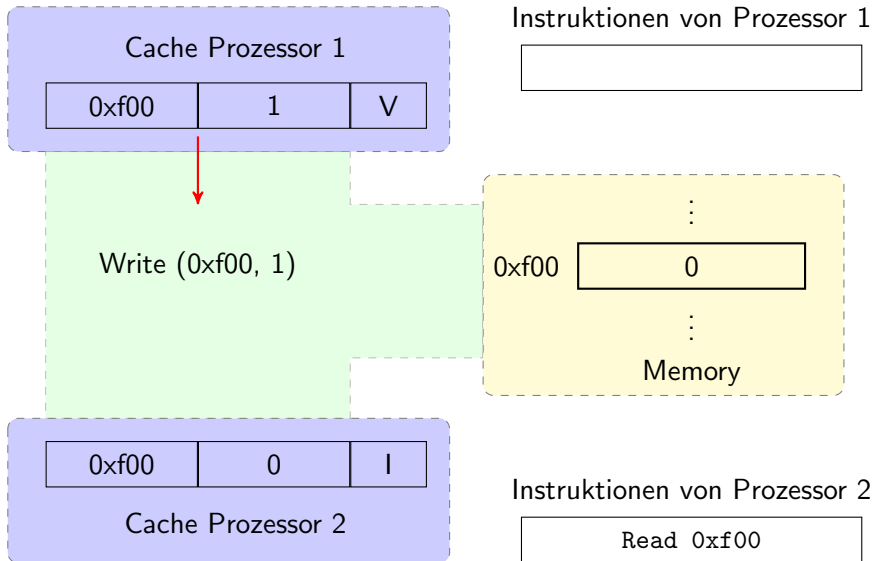 Cache Prozessor 1
0xf00 1 V
Instruktionen von Prozessor 1
Write (0xf00, 1)
⋮
0xf00 0
⋮
Memory
0xf00 0 I
Cache Prozessor 2
Instruktionen von Prozessor 2
Read 0xf00